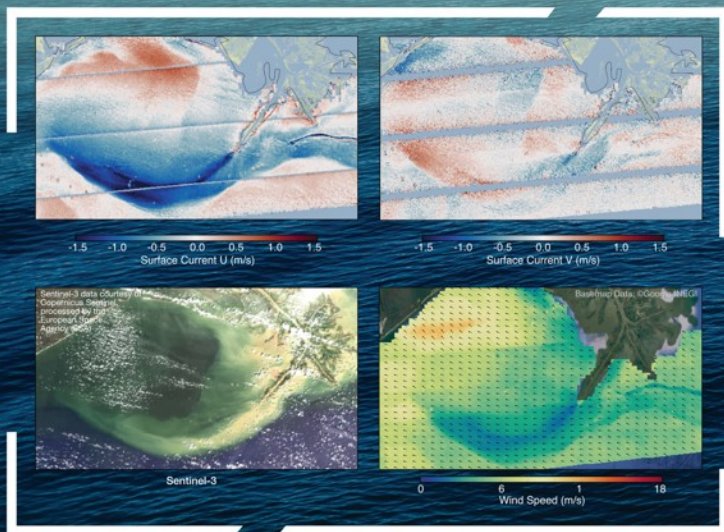 -1.5 -1.0 -0.5 0.0 0.5 1.0 1.5
Surface Current U (m/s)
-1.5 -1.0 -0.5 0.0 0.5 1.0 1.5
Surface Current V (m/s)
Sentinel-3 data courtesy of
Copernicus Sentinel,
processed by the
European Space
Agency (ESA)
Basemap Data: ©Google, INEGI
Sentinel-3
0 6 1 18
Wind Speed (m/s)